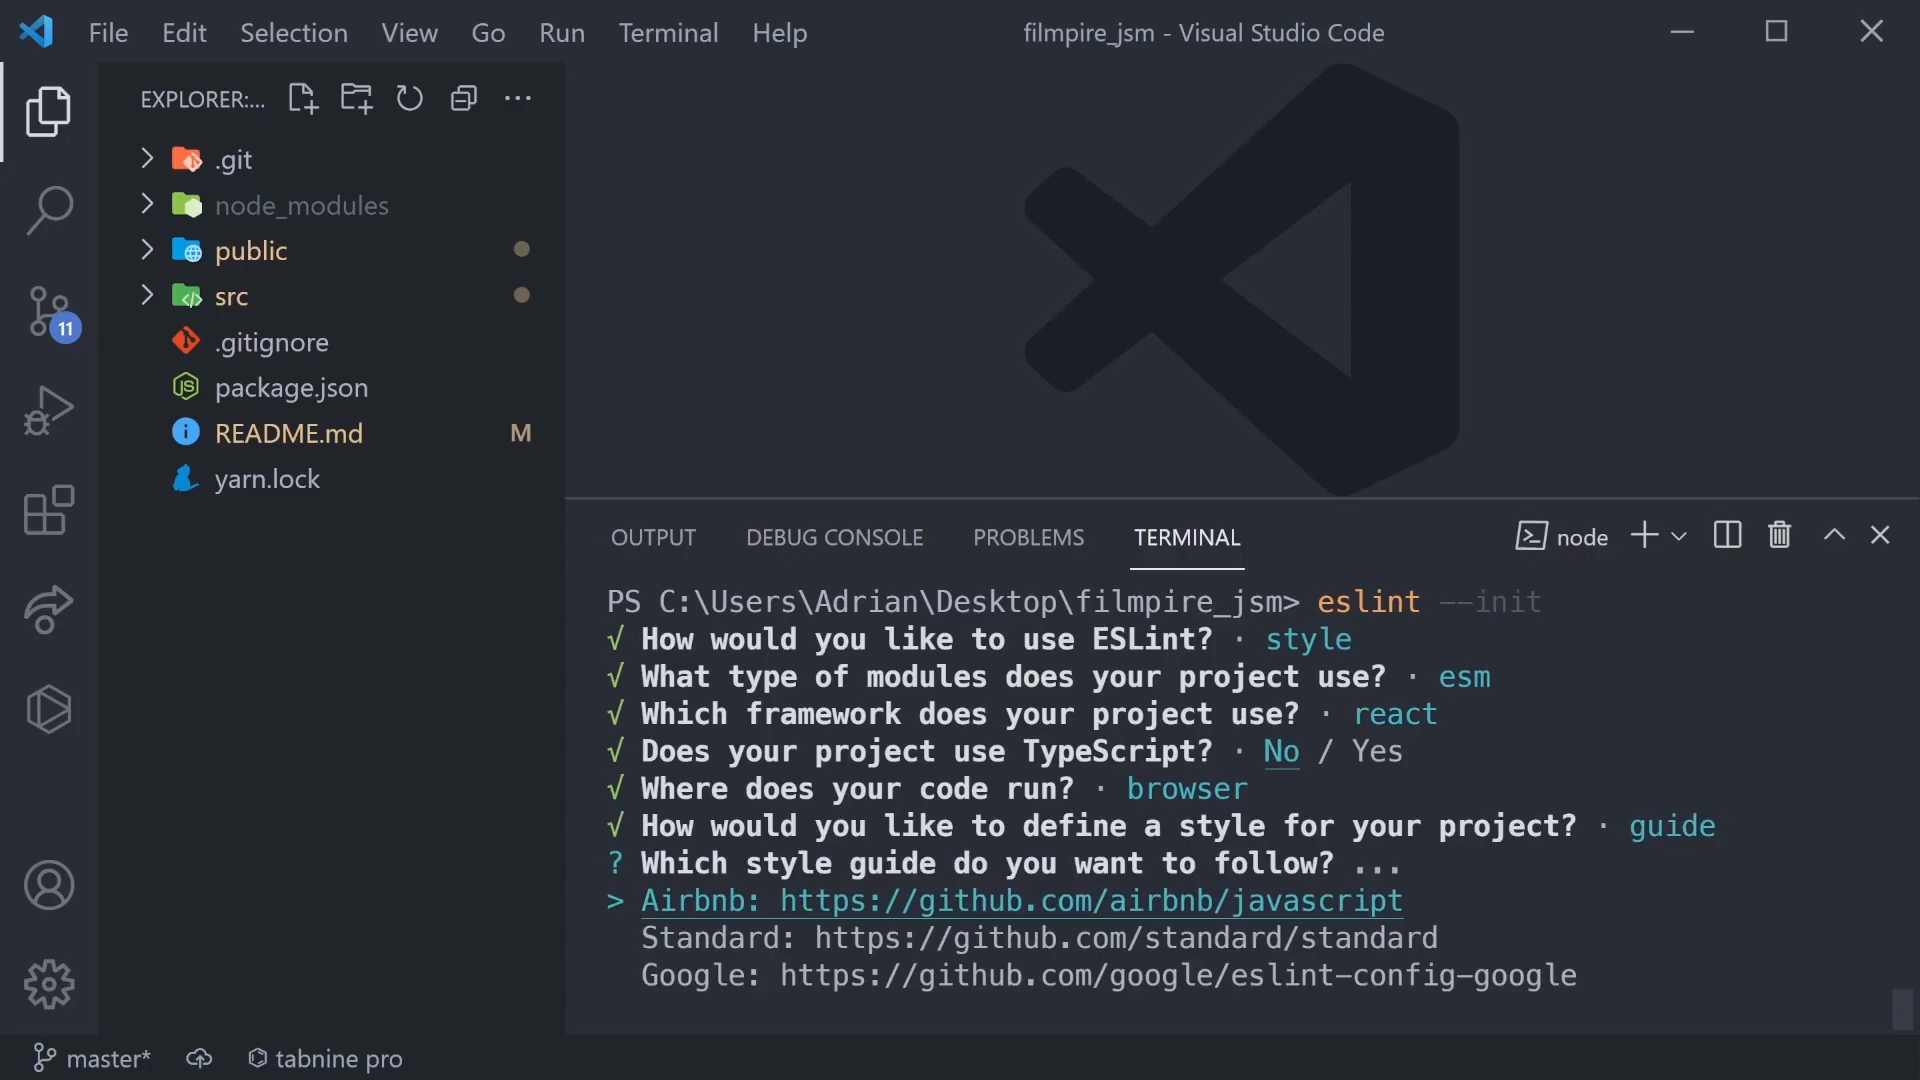 File Edit Selection View Go Run Terminal Help
filmpire_jsm - Visual Studio Code
EXPLORER:...
.git
node_modules
public
src
.gitignore
package.json
README.md M
yarn.lock
11
OUTPUT DEBUG CONSOLE PROBLEMS TERMINAL
node
PS C:\Users\Adrian\Desktop\filmpire_jsm> eslint --init
√ How would you like to use ESLint? · style
√ What type of modules does your project use? · esm
√ Which framework does your project use? · react
√ Does your project use TypeScript? · No / Yes
√ Where does your code run? · browser
√ How would you like to define a style for your project? · guide
? Which style guide do you want to follow? ...
> Airbnb: https://github.com/airbnb/javascript
Standard: https://github.com/standard/standard
Google: https://github.com/google/eslint-config-google
master* tabnine pro